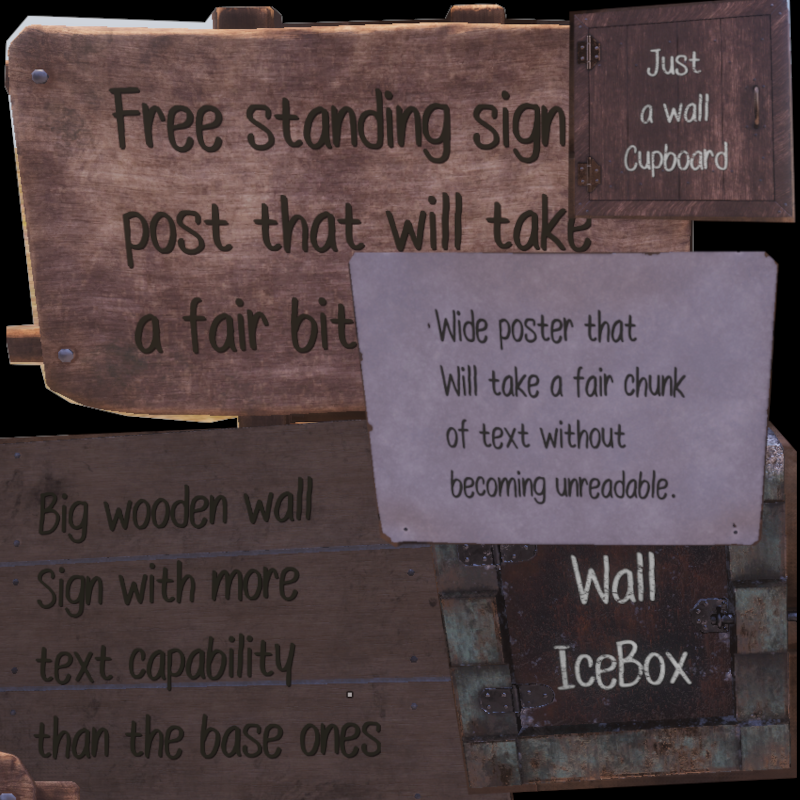 Free standing sign
post that will take
a fair bit
Just
a wall
Cupboard
Wide poster that
Will take a fair chunk
of text without
becoming unreadable.
Big wooden wall
Sign with more
text capability
than the base ones
Wall
IceBox